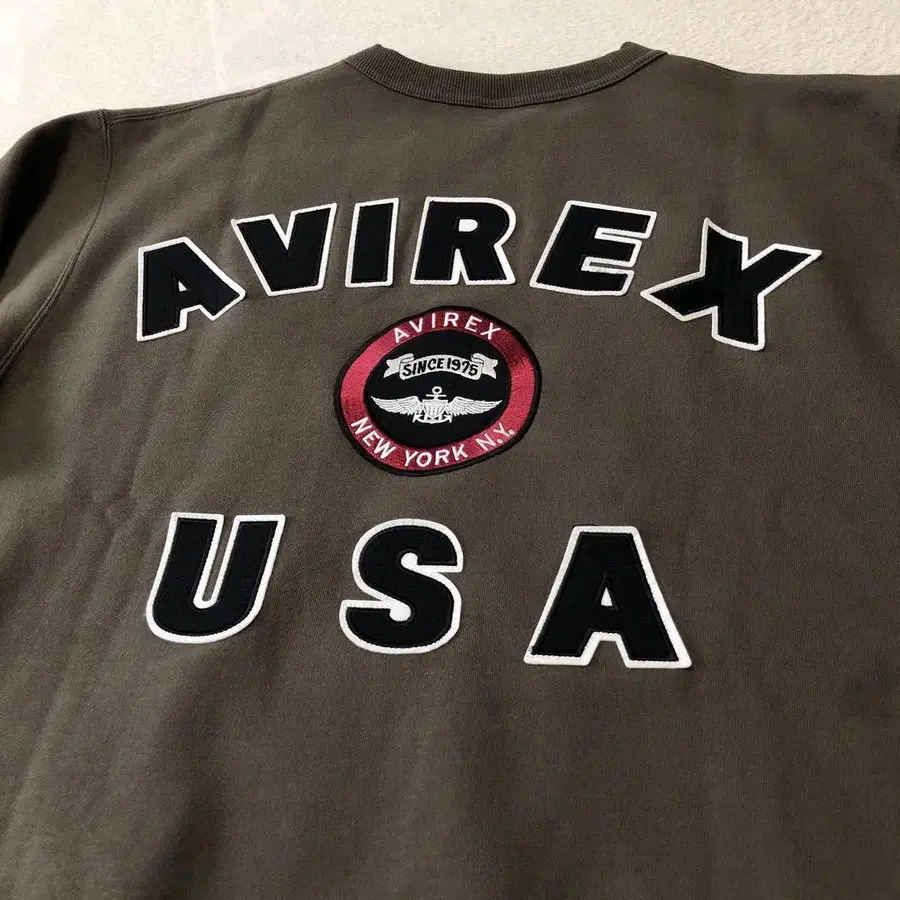 AVIREX
AVIREX
SINCE 1975
NEW YORK N.Y.
USA